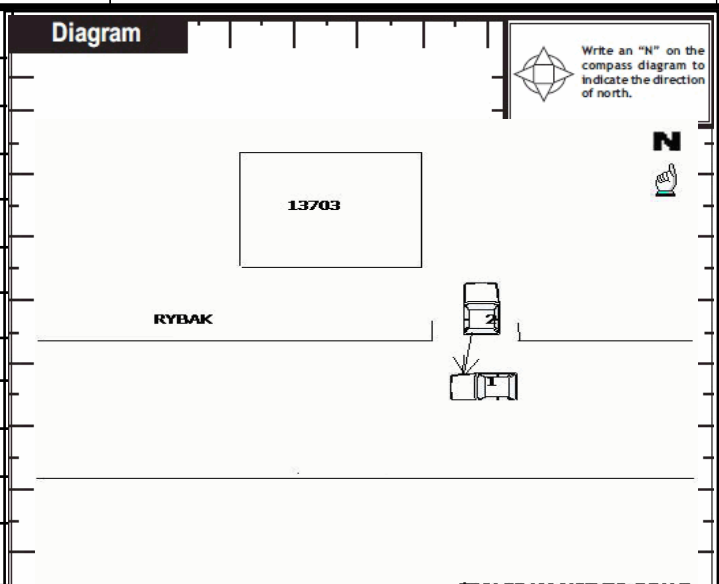 Diagram
Write an “N” on the
compass diagram to
indicate the direction
of north.
N
13703
RYBAK
2
1